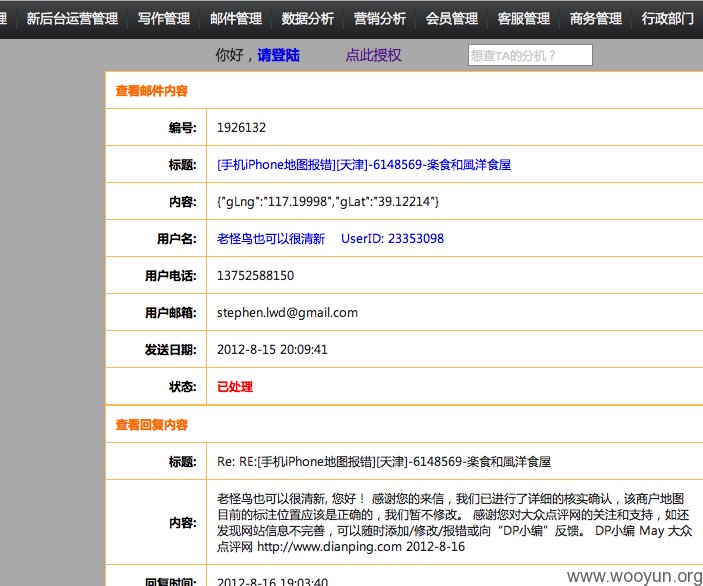 理 新后台运营管理 写作管理 邮件管理 数据分析 营销分析 会员管理 客服管理 商务管理 行政部门
你好，请登陆 点此授权 想查TA的分机？
查看邮件内容
编号: 1926132
标题: [手机iPhone地图报错][天津]-6148569-楽食和風洋食屋
内容: {"gLng":"117.19998","gLat":"39.12214"}
用户名: 老怪鸟也可以很清新 UserID: 23353098
用户电话: 13752588150
用户邮箱: stephen.lwd@gmail.com
发送日期: 2012-8-15 20:09:41
状态: 已处理
查看回复内容
标题: Re: RE:[手机iPhone地图报错][天津]-6148569-楽食和風洋食屋
内容: 老怪鸟也可以很清新, 您好！ 感谢您的来信，我们已进行了详细的核实确认，该商户地图
目前的标注位置应该是正确的，我们暂不修改。 感谢您对大众点评网的关注和支持，如还
发现网站信息不完善，可以随时添加/修改/报错或向“DP小编”反馈。 DP小编 May 大众
点评网 http://www.dianping.com 2012-8-16
回复时间: 2012-8-16 19:03:40
www.wooyun.org